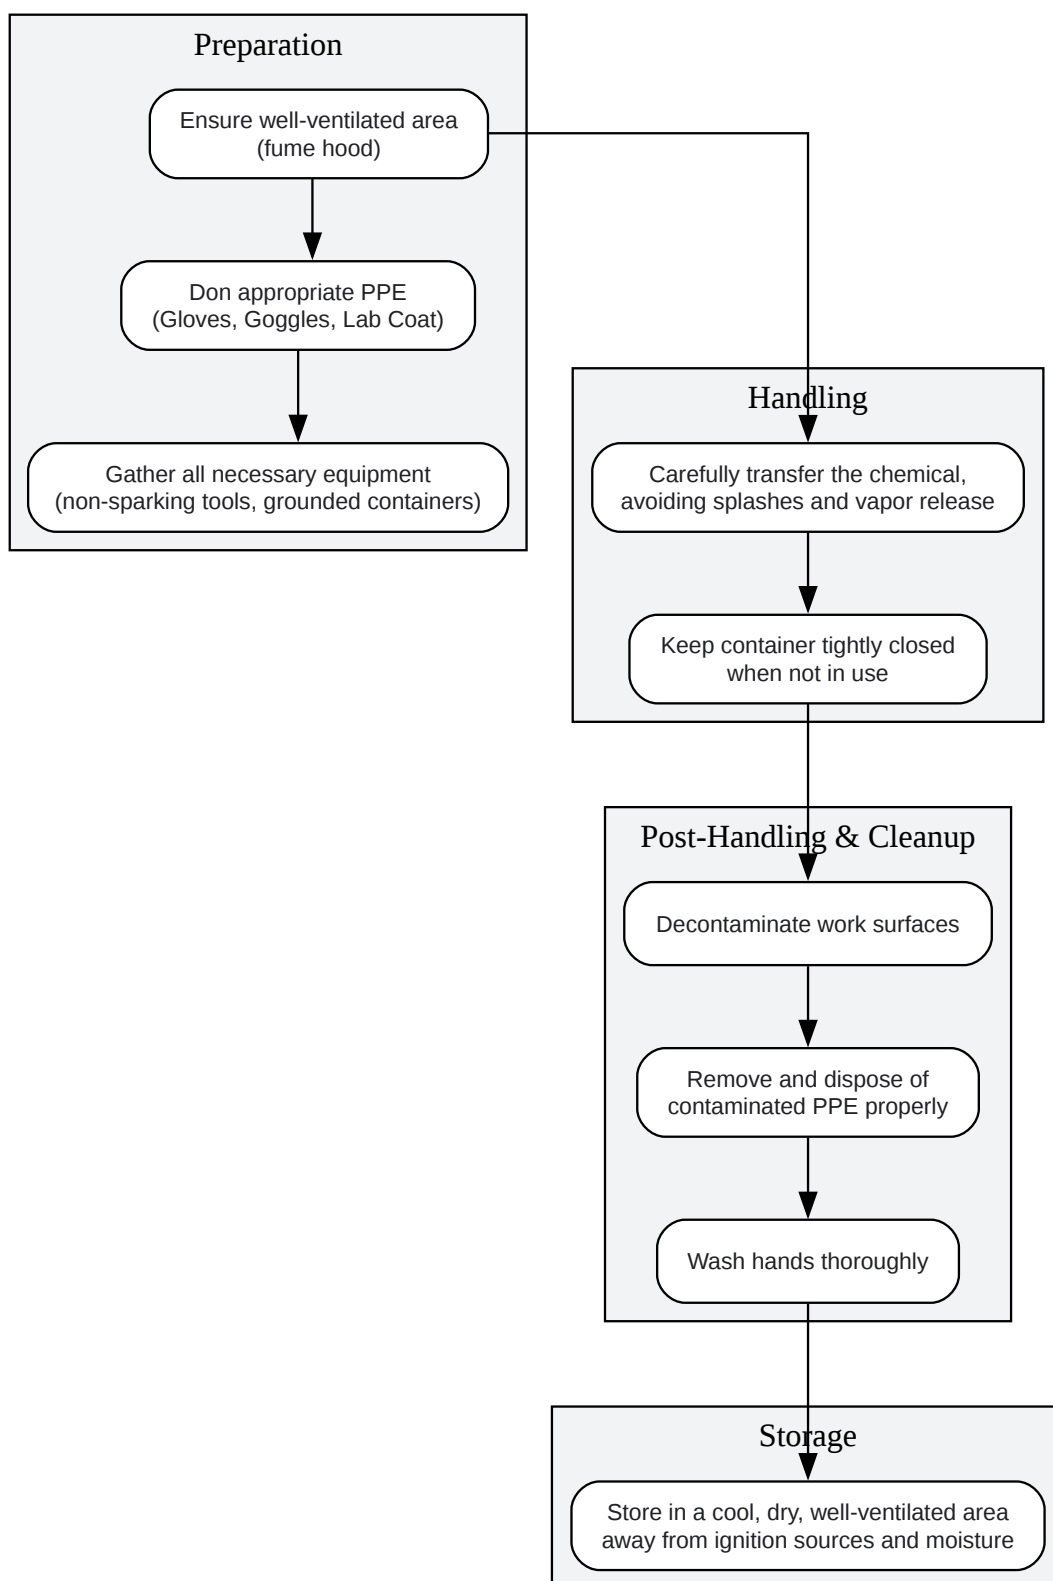 Preparation
Ensure well-ventilated area
(fume hood)
Don appropriate PPE
(Gloves, Goggles, Lab Coat)
Gather all necessary equipment
(non-sparking tools, grounded containers)
Handling
Carefully transfer the chemical,
avoiding splashes and vapor release
Keep container tightly closed
when not in use
Post-Handling & Cleanup
Decontaminate work surfaces
Remove and dispose of
contaminated PPE properly
Wash hands thoroughly
Storage
Store in a cool, dry, well-ventilated area
away from ignition sources and moisture